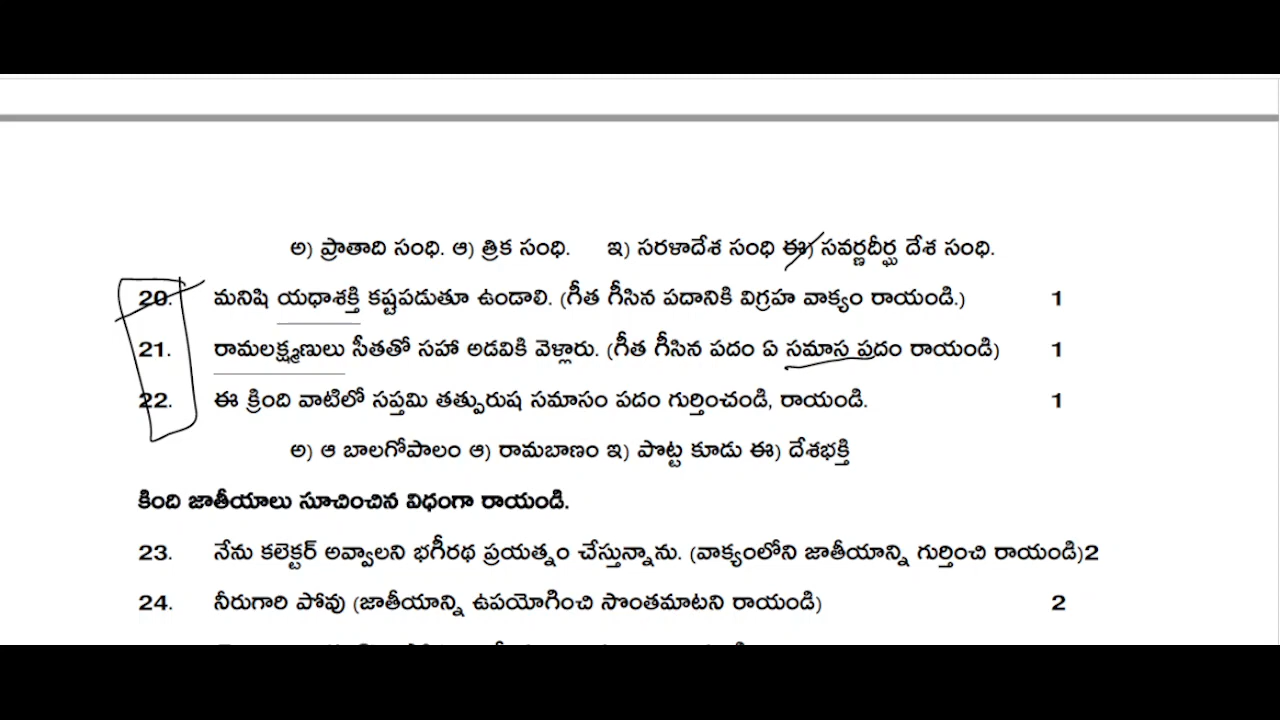 అ) ప్రాతాది సంధి. ఆ) త్రిక సంధి. ఇ) సరళాదేశ సంధి ఈ) సవర్ణదీర్ఘ దేశ సంధి.
20. మనిషి యధాశక్తి కష్టపడుతూ ఉండాలి. (గీత గీసిన పదానికి విగ్రహ వాక్యం రాయండి.) 1
21. రామలక్ష్మణులు సీతతో సహా అడవికి వెళ్లారు. (గీత గీసిన పదం ఏ సమాస పదం రాయండి) 1
22. ఈ క్రింది వాటిలో సప్తమి తత్పురుష సమాసం పదం గుర్తించండి, రాయండి. 1
అ) ఆ బాలగోపాలం ఆ) రామబాణం ఇ) పొట్ట కూడు ఈ) దేశభక్తి
కింది జాతీయాలు సూచించిన విధంగా రాయండి.
23. నేను కలెక్టర్ అవ్వాలని భగీరథ ప్రయత్నం చేస్తున్నాను. (వాక్యంలోని జాతీయాన్ని గుర్తించి రాయండి)2
24. నీరుగారి పోవు (జాతీయాన్ని ఉపయోగించి సొంతమాటని రాయండి) 2